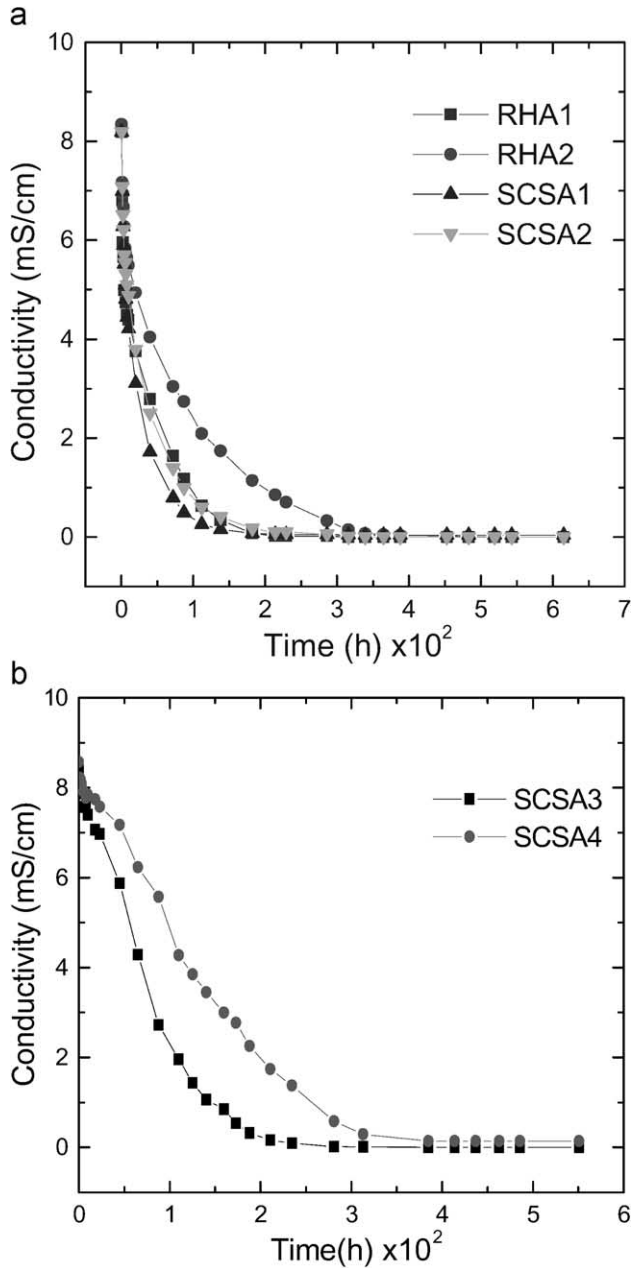 a
10
8
6
4
2
0
Conductivity (mS/cm)
RHA1
RHA2
SCSA1
SCSA2
0 1 2 3 4 5 6 7
Time (h) x10²
b
10
8
6
4
2
0
Conductivity (mS/cm)
SCSA3
SCSA4
0 1 2 3 4 5 6
Time(h) x10²